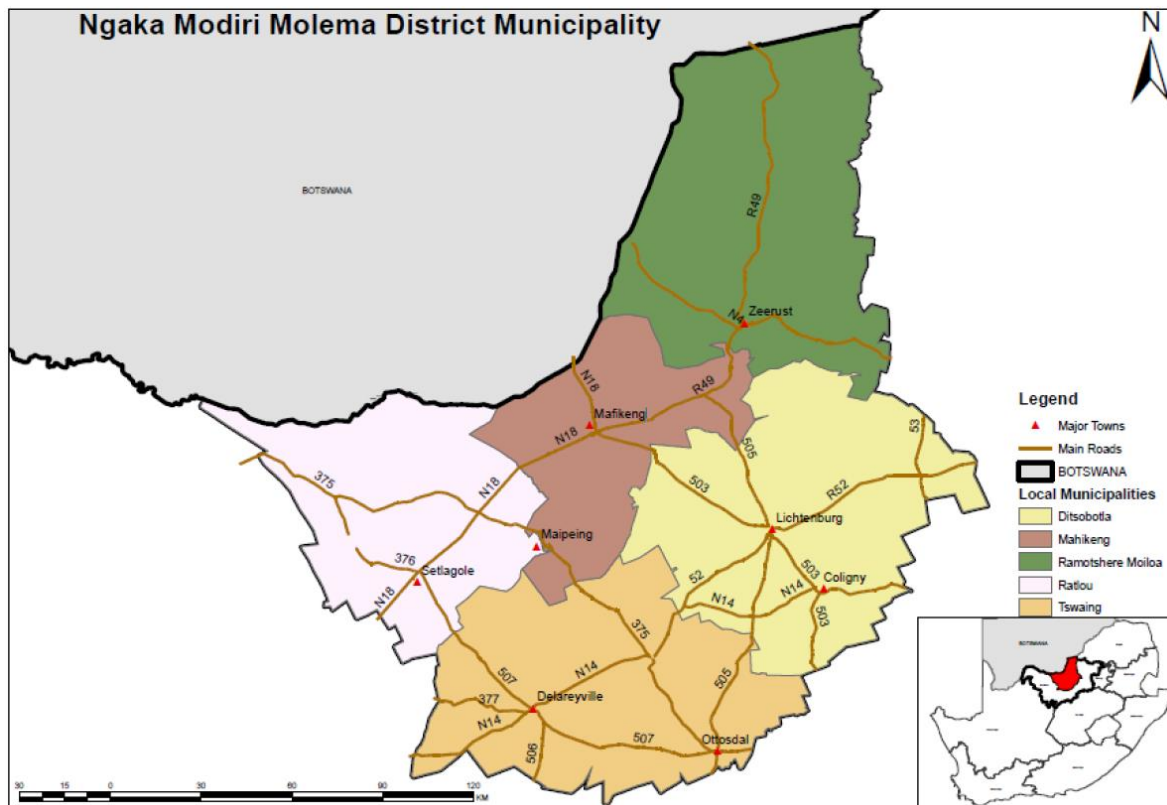 Ngaka Modiri Molema District Municipality
N
BOTSWANA
R49
N4
Zeerust
N18
R49
Mafikeng
N18
505
53
375
N18
503
R52
Lichtenburg
Maipeing
376
Setlagole
52
503
Coligny
N18
N14
N14
503
375
507
N14
505
377
Delareyville
N14
506
507
Ottosdal
Legend
Major Towns
Main Roads
BOTSWANA
Local Municipalities
Ditsobotla
Mahikeng
Ramotshere Moiloa
Ratlou
Tswaing
BOTSWANA
30 15 0 30 60 90 120
KM